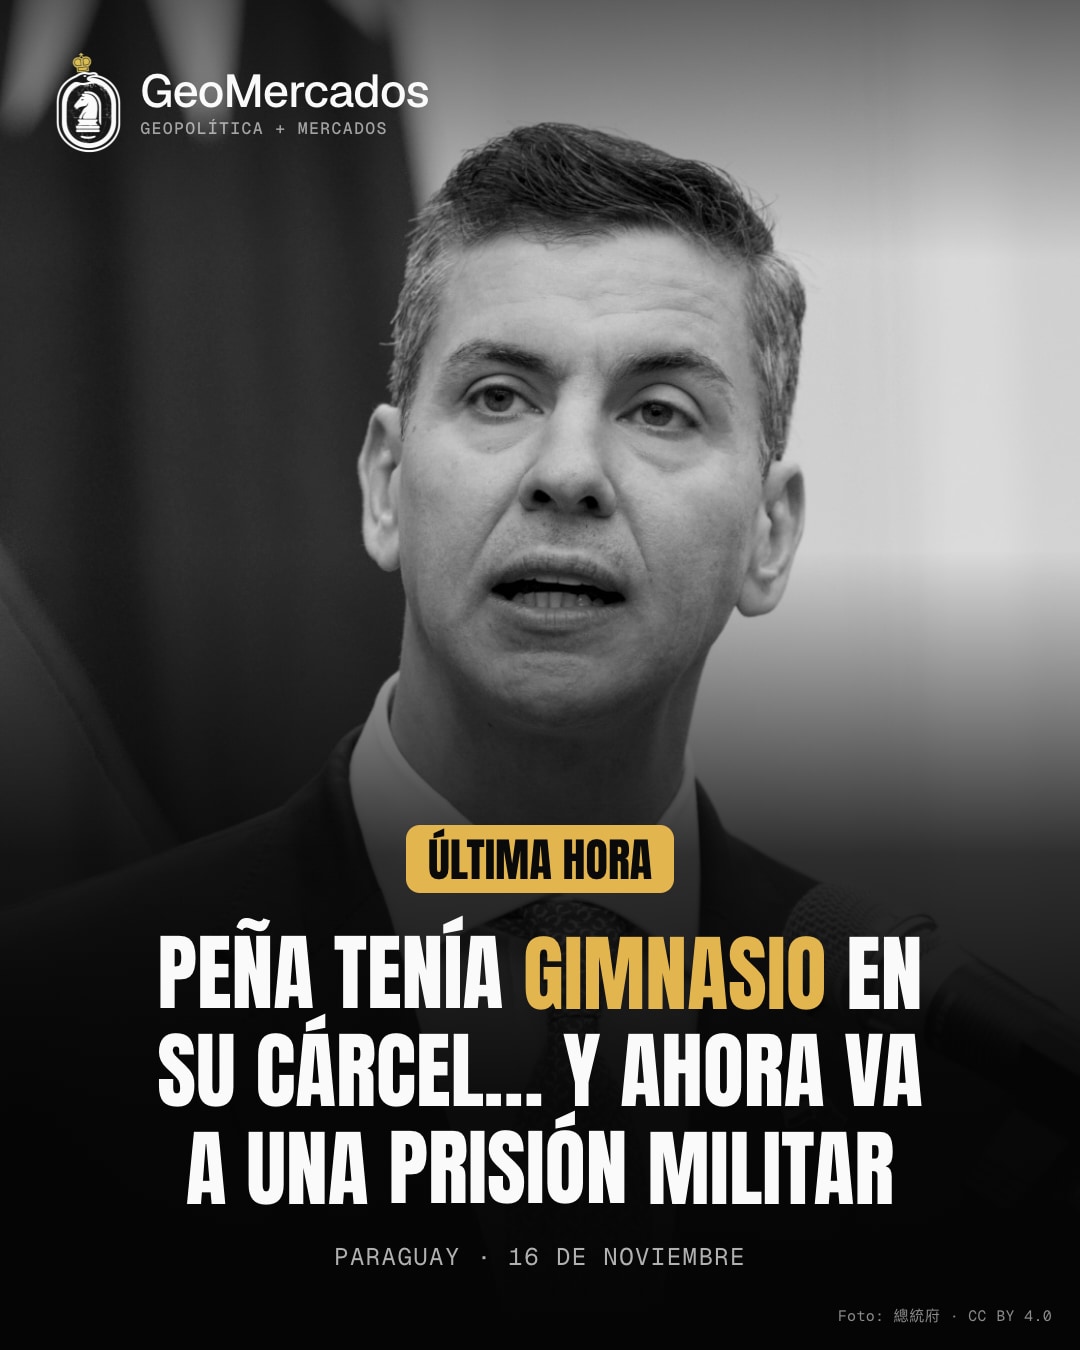 GeoMercados
GEOPOLÍTICA + MERCADOS
ÚLTIMA HORA
PEÑA TENÍA GIMNASIO EN
SU CÁRCEL... Y AHORA VA
A UNA PRISIÓN MILITAR
PARAGUAY · 16 DE NOVIEMBRE
Foto: 總統府 · CC BY 4.0